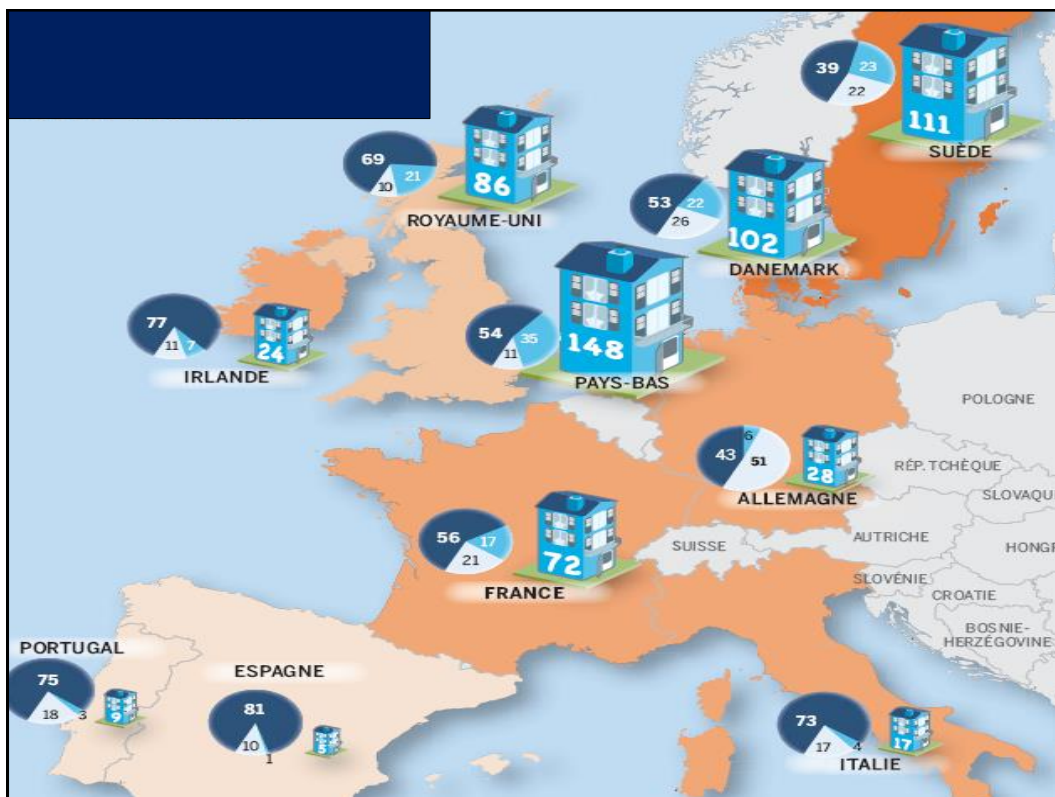 39
23
22
111
SUÈDE
69
21
10
86
ROYAUME-UNI
53
22
26
102
DANEMARK
77
11
7
24
IRLANDE
54
35
11
148
PAYS-BAS
POLOGNE
43
6
51
28
ALLEMAGNE
RÉP.TCHÈQUE
SLOVAQU
56
17
21
72
FRANCE
SUISSE
AUTRICHE
HONGR
SLOVÉNIE
CROATIE
BOSNIE-
HERZÉGOVINE
PORTUGAL
75
18
3
9
ESPAGNE
81
10
1
5
73
17
4
17
ITALIE